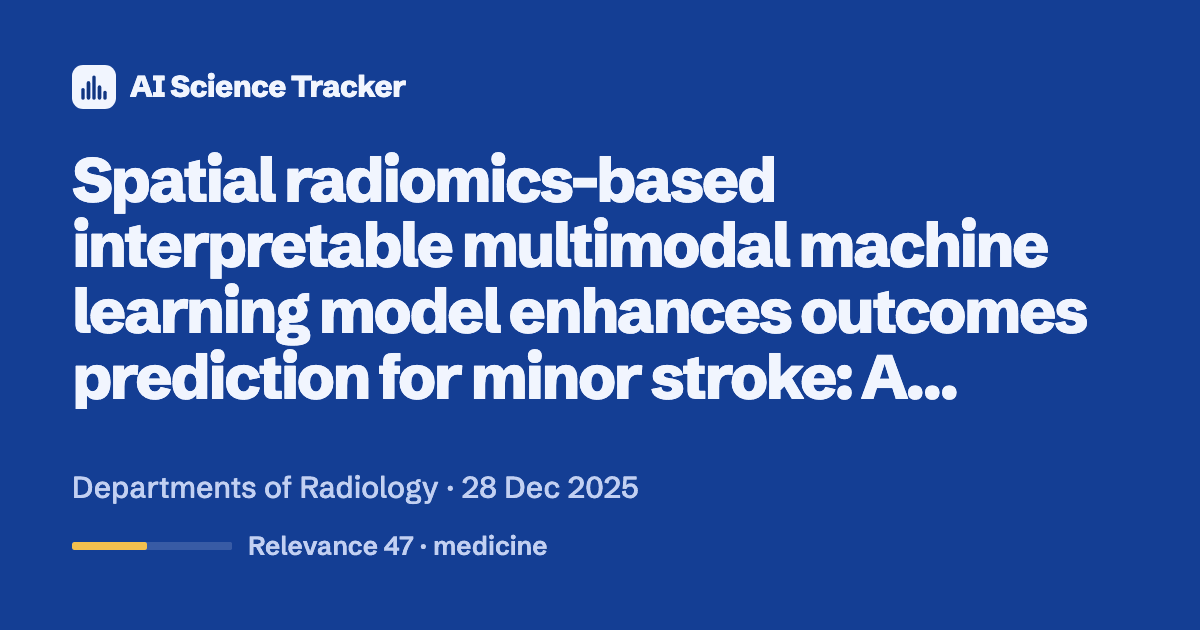 AI Science Tracker
Spatial radiomics-based
interpretable multimodal machine
learning model enhances outcomes
prediction for minor stroke: A...
Departments of Radiology · 28 Dec 2025
Relevance 47 · medicine